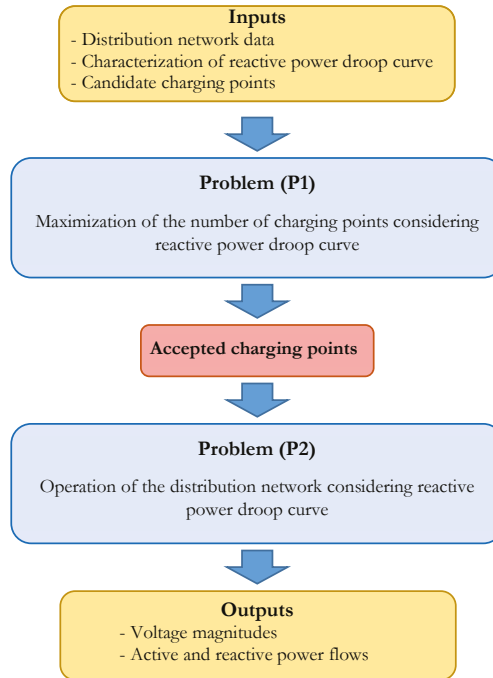 Inputs
- Distribution network data
- Characterization of reactive power droop curve
- Candidate charging points
Problem (P1)
Maximization of the number of charging points considering
reactive power droop curve
Accepted charging points
Problem (P2)
Operation of the distribution network considering reactive
power droop curve
Outputs
- Voltage magnitudes
- Active and reactive power flows